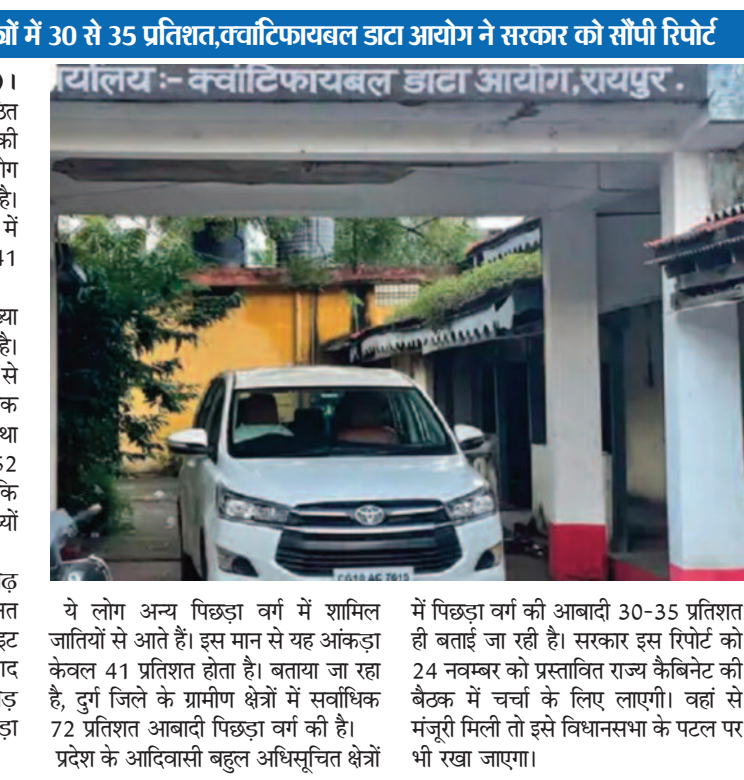 में 30 से 35 प्रतिशत,क्वांटिफायबल डाटा आयोग ने सरकार को सौंपी रिपोर्ट
र्यालय :- क्वांटिफायबल डाटा आयोग,रायपुर .
की
है।
में
41
है।
से
52
ये लोग अन्य पिछड़ा वर्ग में शामिल
जातियों से आते हैं। इस मान से यह आंकड़ा
केवल 41 प्रतिशत होता है। बताया जा रहा
है, दुर्ग जिले के ग्रामीण क्षेत्रों में सर्वाधिक
72 प्रतिशत आबादी पिछड़ा वर्ग की है।
प्रदेश के आदिवासी बहुल अधिसूचित क्षेत्रों
में पिछड़ा वर्ग की आबादी 30-35 प्रतिशत
ही बताई जा रही है। सरकार इस रिपोर्ट को
24 नवम्बर को प्रस्तावित राज्य कैबिनेट की
बैठक में चर्चा के लिए लाएगी। वहां से
मंजूरी मिली तो इसे विधानसभा के पटल पर
भी रखा जाएगा।